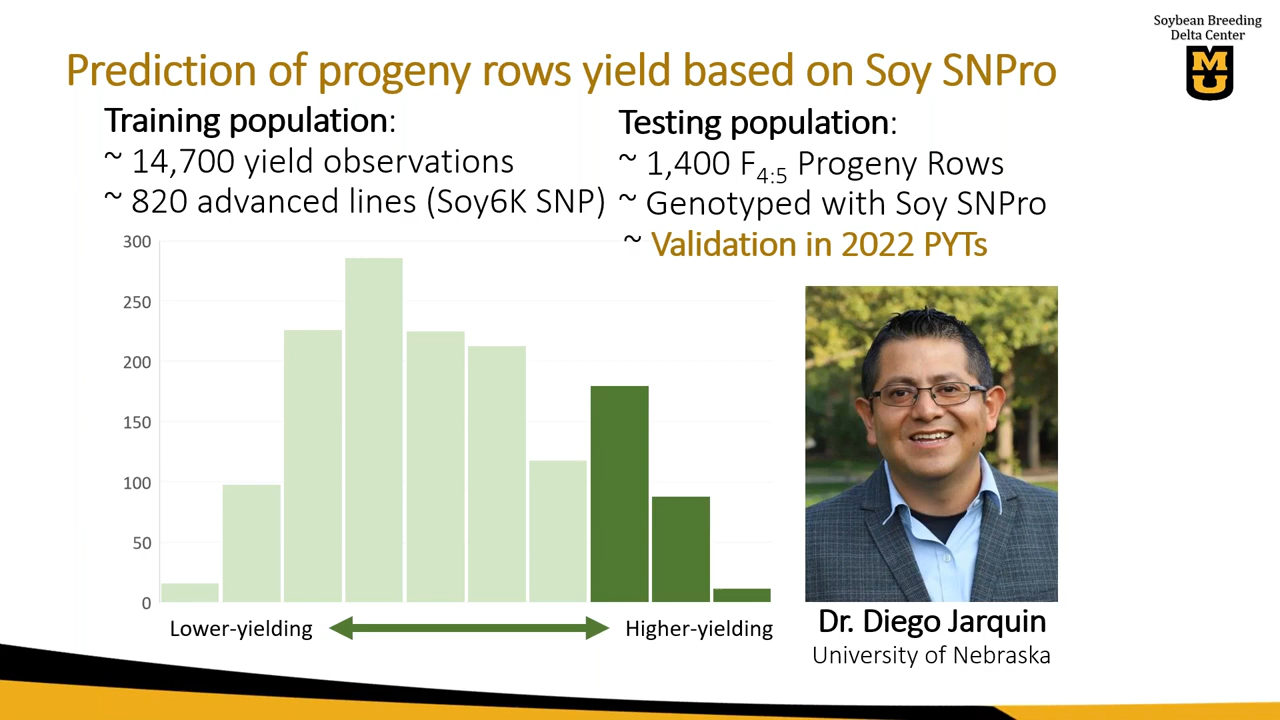 Soybean Breeding
Delta Center
MU
Prediction of progeny rows yield based on Soy SNPro
Training population:
~ 14,700 yield observations
~ 820 advanced lines (Soy6K SNP)
Testing population:
~ 1,400 F4:5 Progeny Rows
~ Genotyped with Soy SNPro
~ Validation in 2022 PYTs
300
250
200
150
100
50
0
Lower-yielding
Higher-yielding
Dr. Diego Jarquin
University of Nebraska